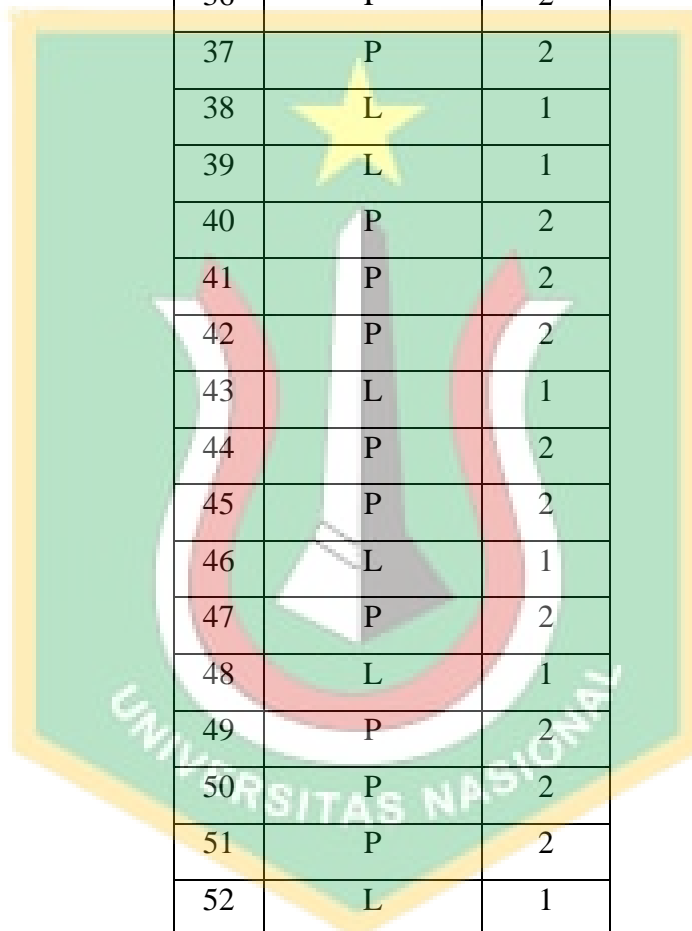 37 P 2
38 L 1
39 L 1
40 P 2
41 P 2
42 P 2
43 L 1
44 P 2
45 P 2
46 L 1
47 P 2
48 L 1
49 P 2
50 P 2
51 P 2
52 L 1
UNIVERSITAS NASIONAL